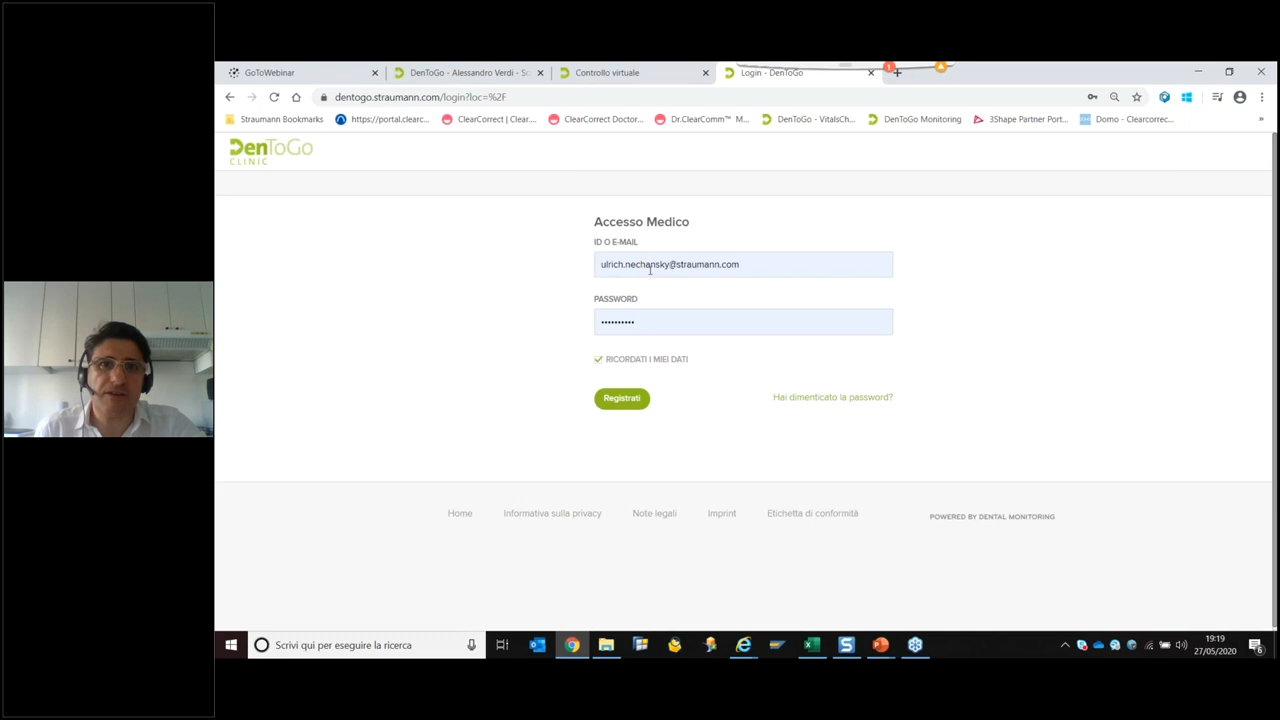 GoToWebinar
DenToGo - Alessandro Verdi - Sc
Controllo virtuale
Login - DenToGo
1
dentogo.straumann.com/login?loc=%2F
Straumann Bookmarks
https://portal.clearc...
ClearCorrect | Clear....
ClearCorrect Doctor...
Dr.ClearComm™ M...
DenToGo - VitalsCh...
DenToGo Monitoring
3Shape Partner Port...
Domo - Clearcorrec...
»
DenToGo
CLINIC
Accesso Medico
ID O E-MAIL
ulrich.nechansky@straumann.com
PASSWORD
••••••••••
RICORDATI I MIEI DATI
Registrati
Hai dimenticato la password?
Home
Informativa sulla privacy
Note legali
Imprint
Etichetta di conformità
POWERED BY DENTAL MONITORING
Scrivi qui per eseguire la ricerca
19:19
27/05/2020
6